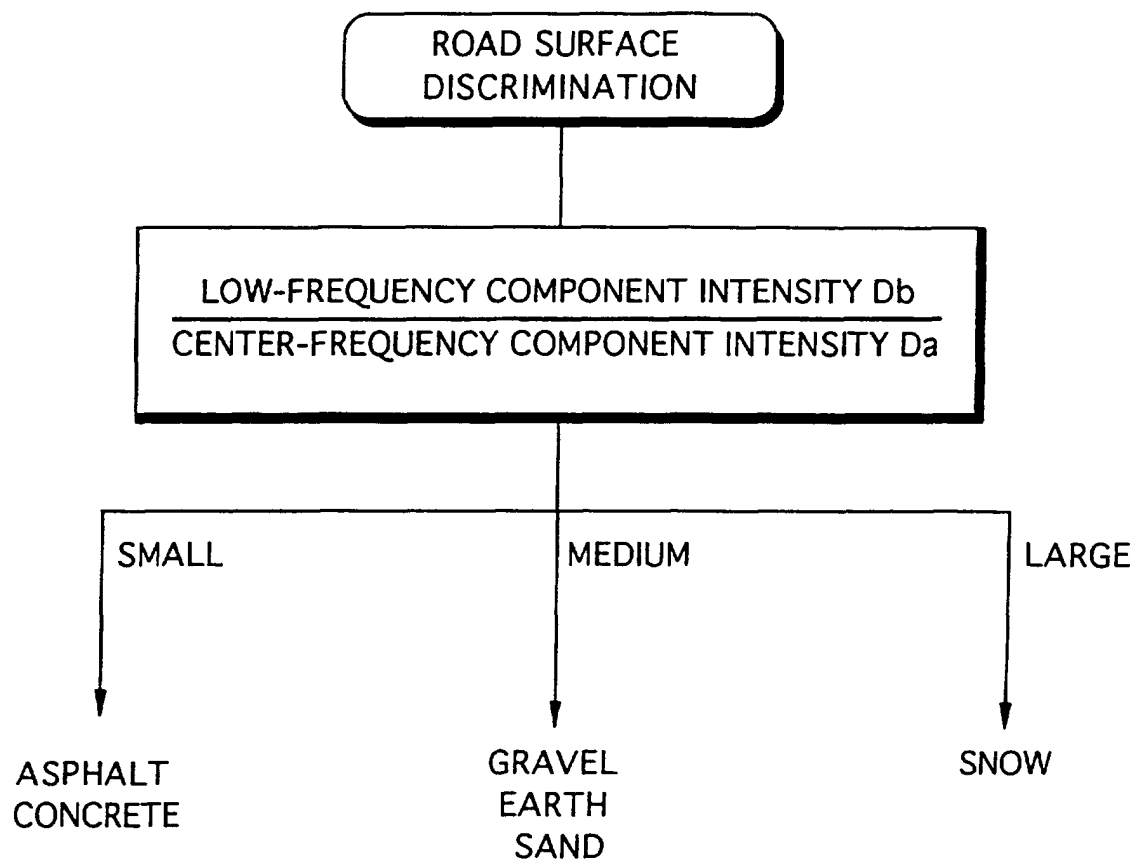 ROAD SURFACE
DISCRIMINATION
LOW-FREQUENCY COMPONENT INTENSITY Db
CENTER-FREQUENCY COMPONENT INTENSITY Da
SMALL
MEDIUM
LARGE
ASPHALT
CONCRETE
GRAVEL
EARTH
SAND
SNOW